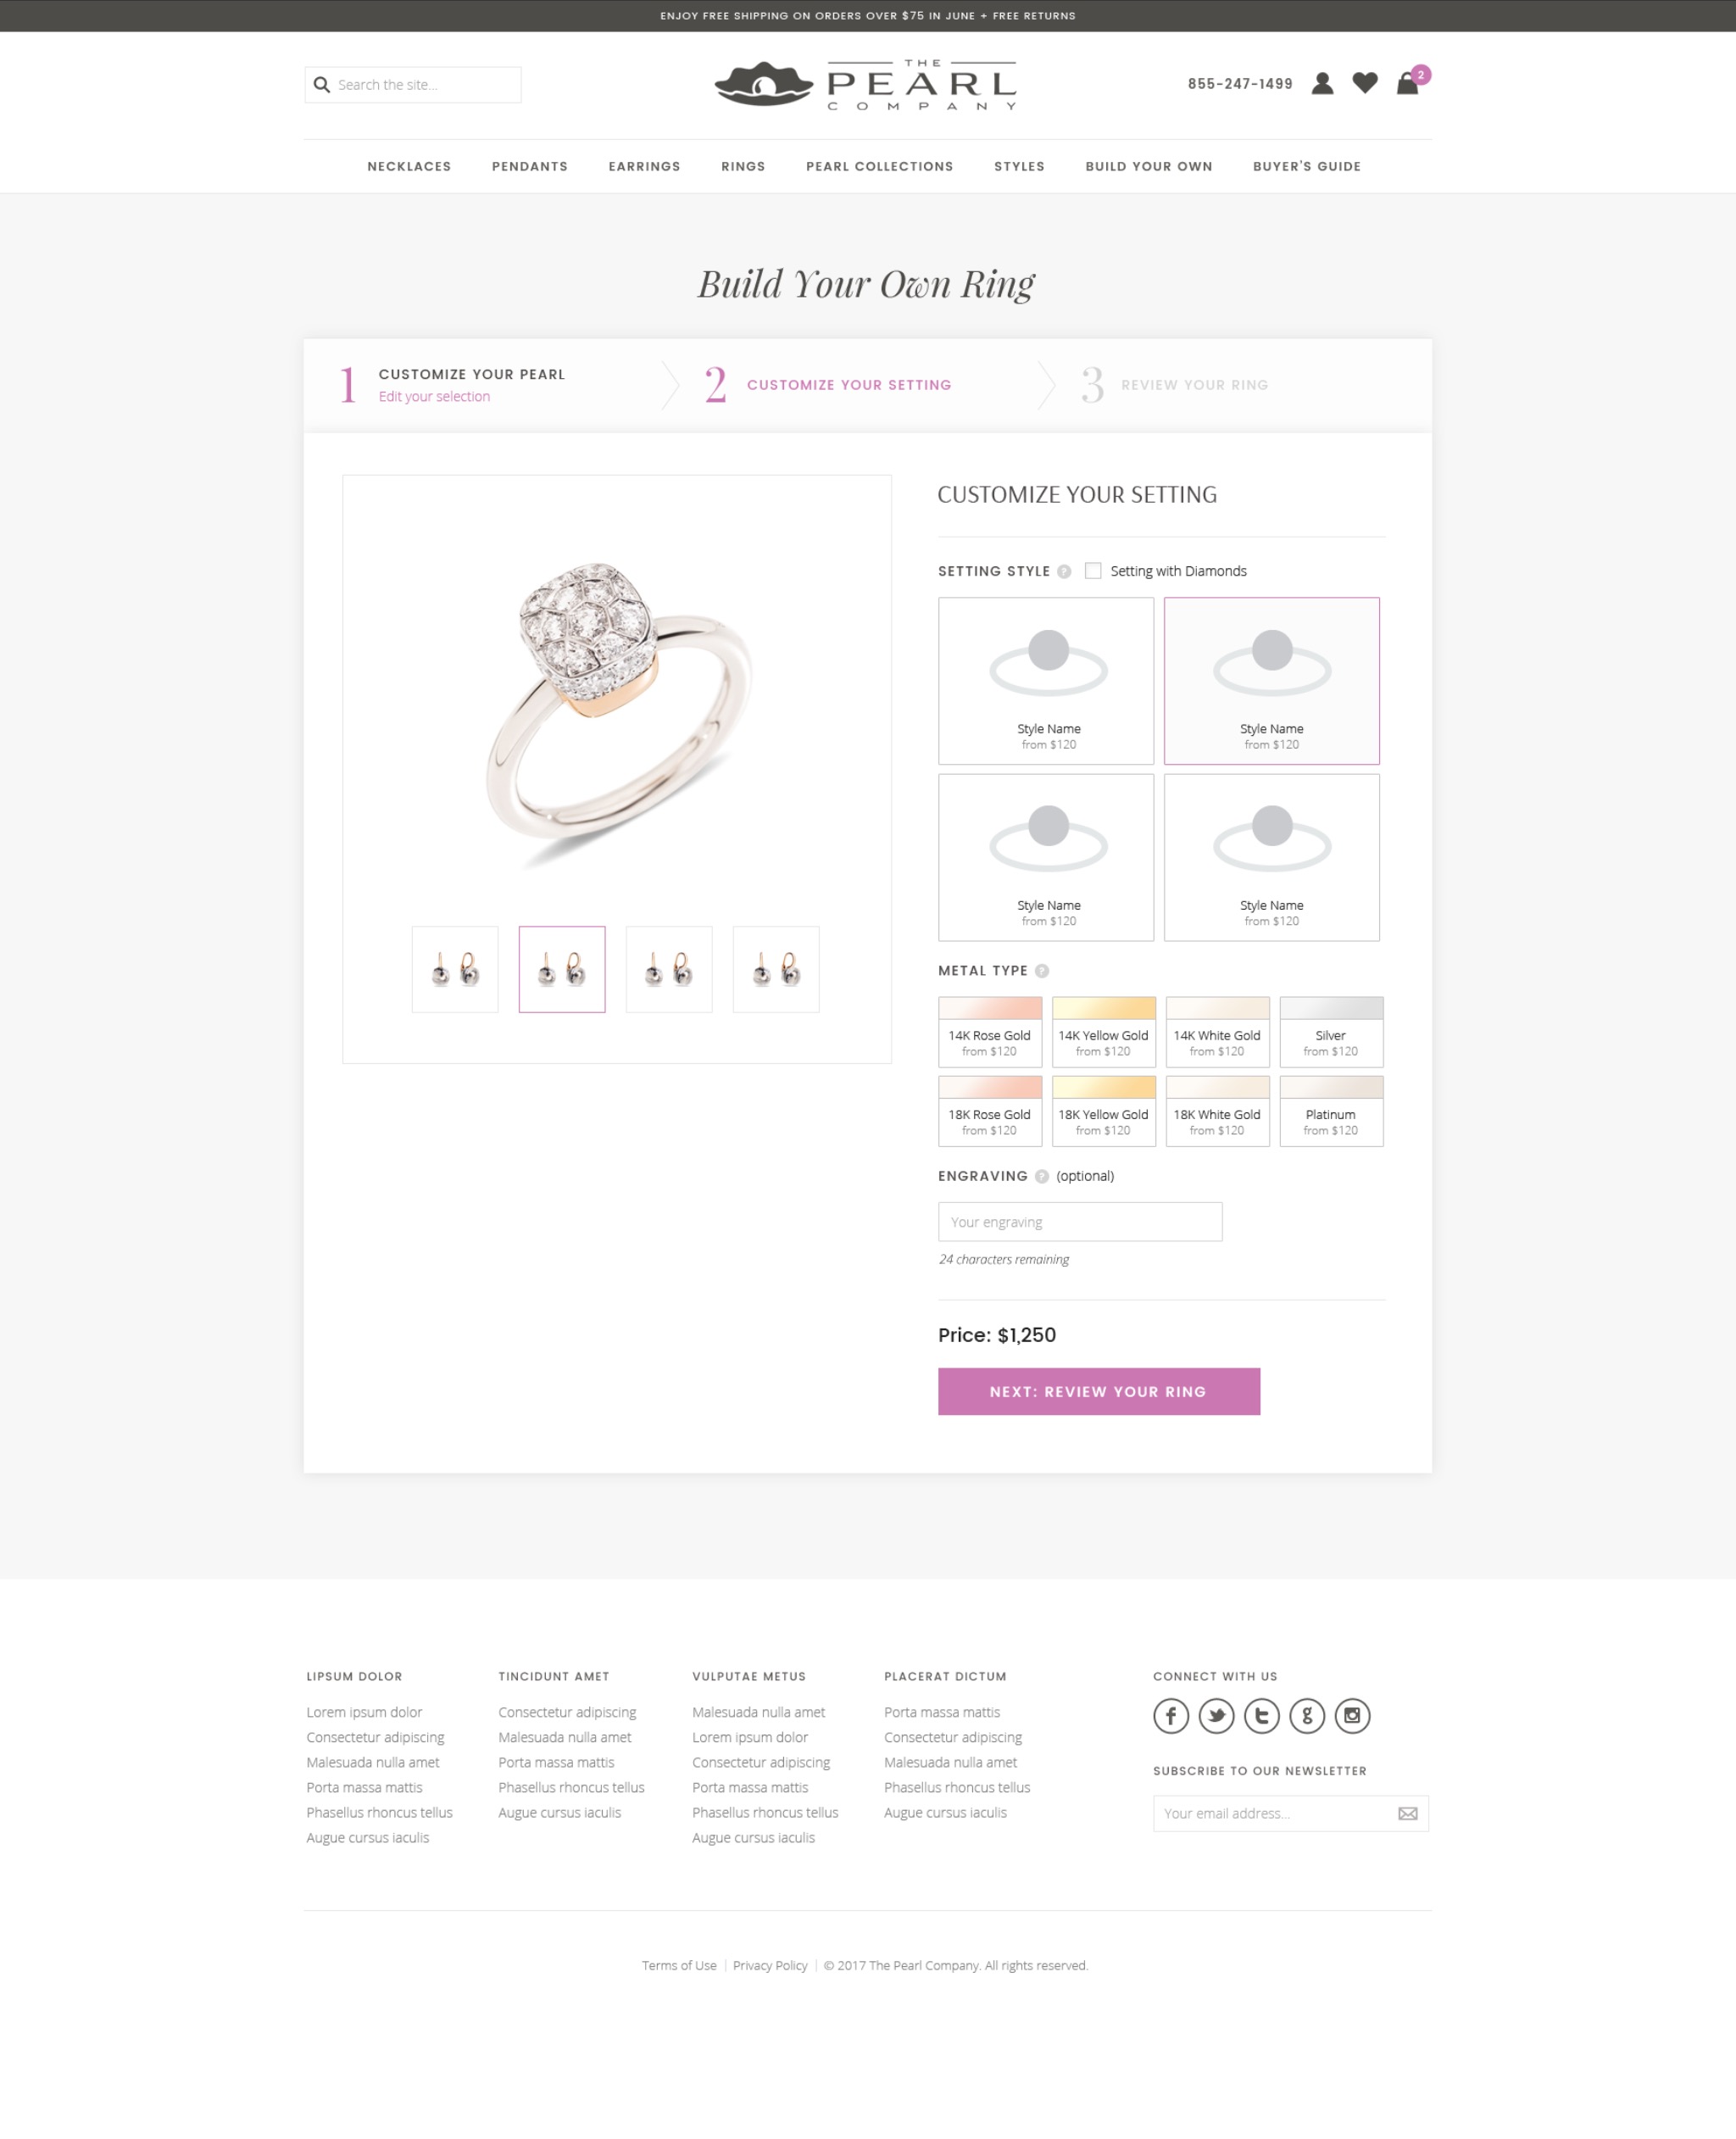 ENJOY FREE SHIPPING ON ORDERS OVER $75 IN JUNE + FREE RETURNS
Search the site...
THE
PEARL
COMPANY
855-247-1499
2
NECKLACES PENDANTS EARRINGS RINGS PEARL COLLECTIONS STYLES BUILD YOUR OWN BUYER'S GUIDE
Build Your Own Ring
1 CUSTOMIZE YOUR PEARL
Edit your selection
2 CUSTOMIZE YOUR SETTING
3 REVIEW YOUR RING
CUSTOMIZE YOUR SETTING
SETTING STYLE ? Setting with Diamonds
Style Name
from $120
Style Name
from $120
Style Name
from $120
Style Name
from $120
METAL TYPE ?
14K Rose Gold
from $120
14K Yellow Gold
from $120
14K White Gold
from $120
Silver
from $120
18K Rose Gold
from $120
18K Yellow Gold
from $120
18K White Gold
from $120
Platinum
from $120
ENGRAVING ? (optional)
Your engraving
24 characters remaining
Price: $1,250
NEXT: REVIEW YOUR RING
LIPSUM DOLOR
Lorem ipsum dolor
Consectetur adipiscing
Malesuada nulla amet
Porta massa mattis
Phasellus rhoncus tellus
Augue cursus iaculis
TINCIDUNT AMET
Consectetur adipiscing
Malesuada nulla amet
Porta massa mattis
Phasellus rhoncus tellus
Augue cursus iaculis
VULPUTAE METUS
Malesuada nulla amet
Lorem ipsum dolor
Consectetur adipiscing
Porta massa mattis
Phasellus rhoncus tellus
Augue cursus iaculis
PLACERAT DICTUM
Porta massa mattis
Consectetur adipiscing
Malesuada nulla amet
Phasellus rhoncus tellus
Augue cursus iaculis
CONNECT WITH US
SUBSCRIBE TO OUR NEWSLETTER
Your email address...
Terms of Use | Privacy Policy | © 2017 The Pearl Company. All rights reserved.